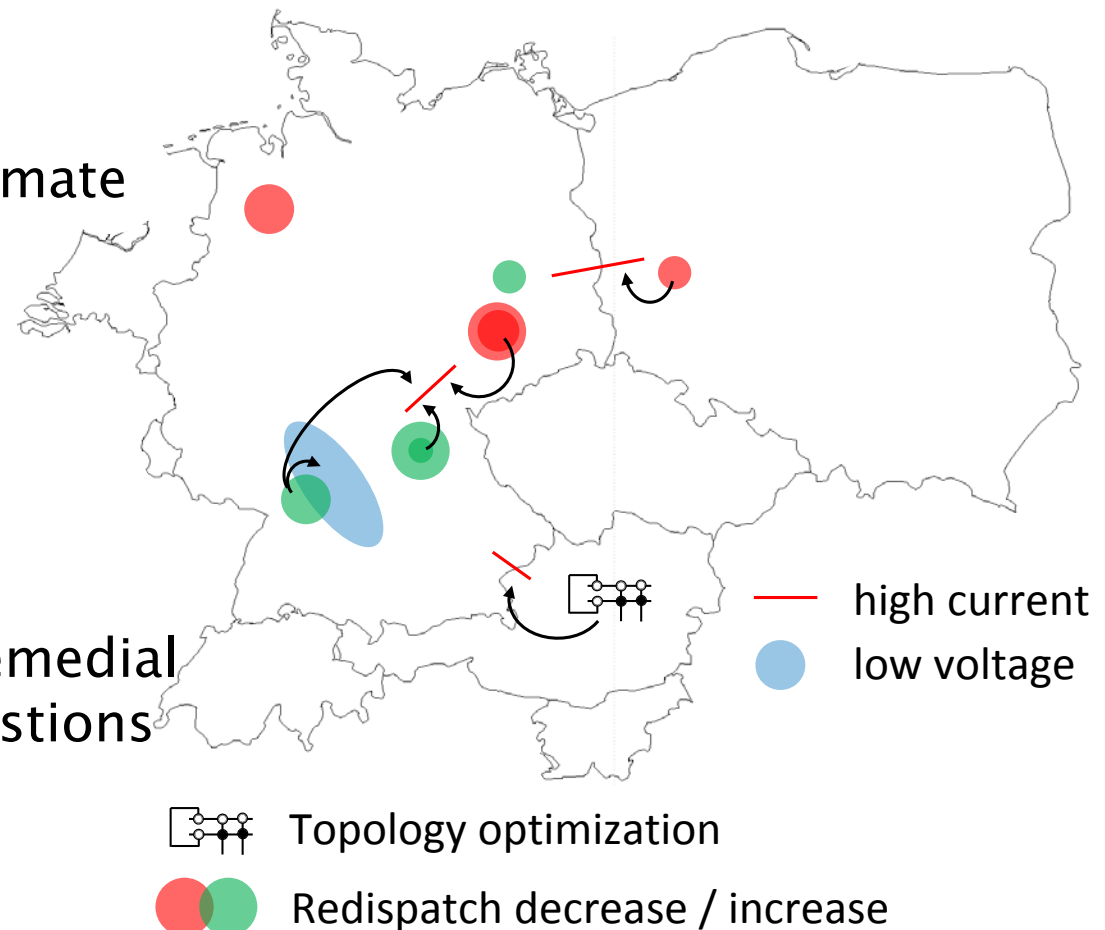 mate
emedial
stions
high current
low voltage
Topology optimization
Redispatch decrease / increase